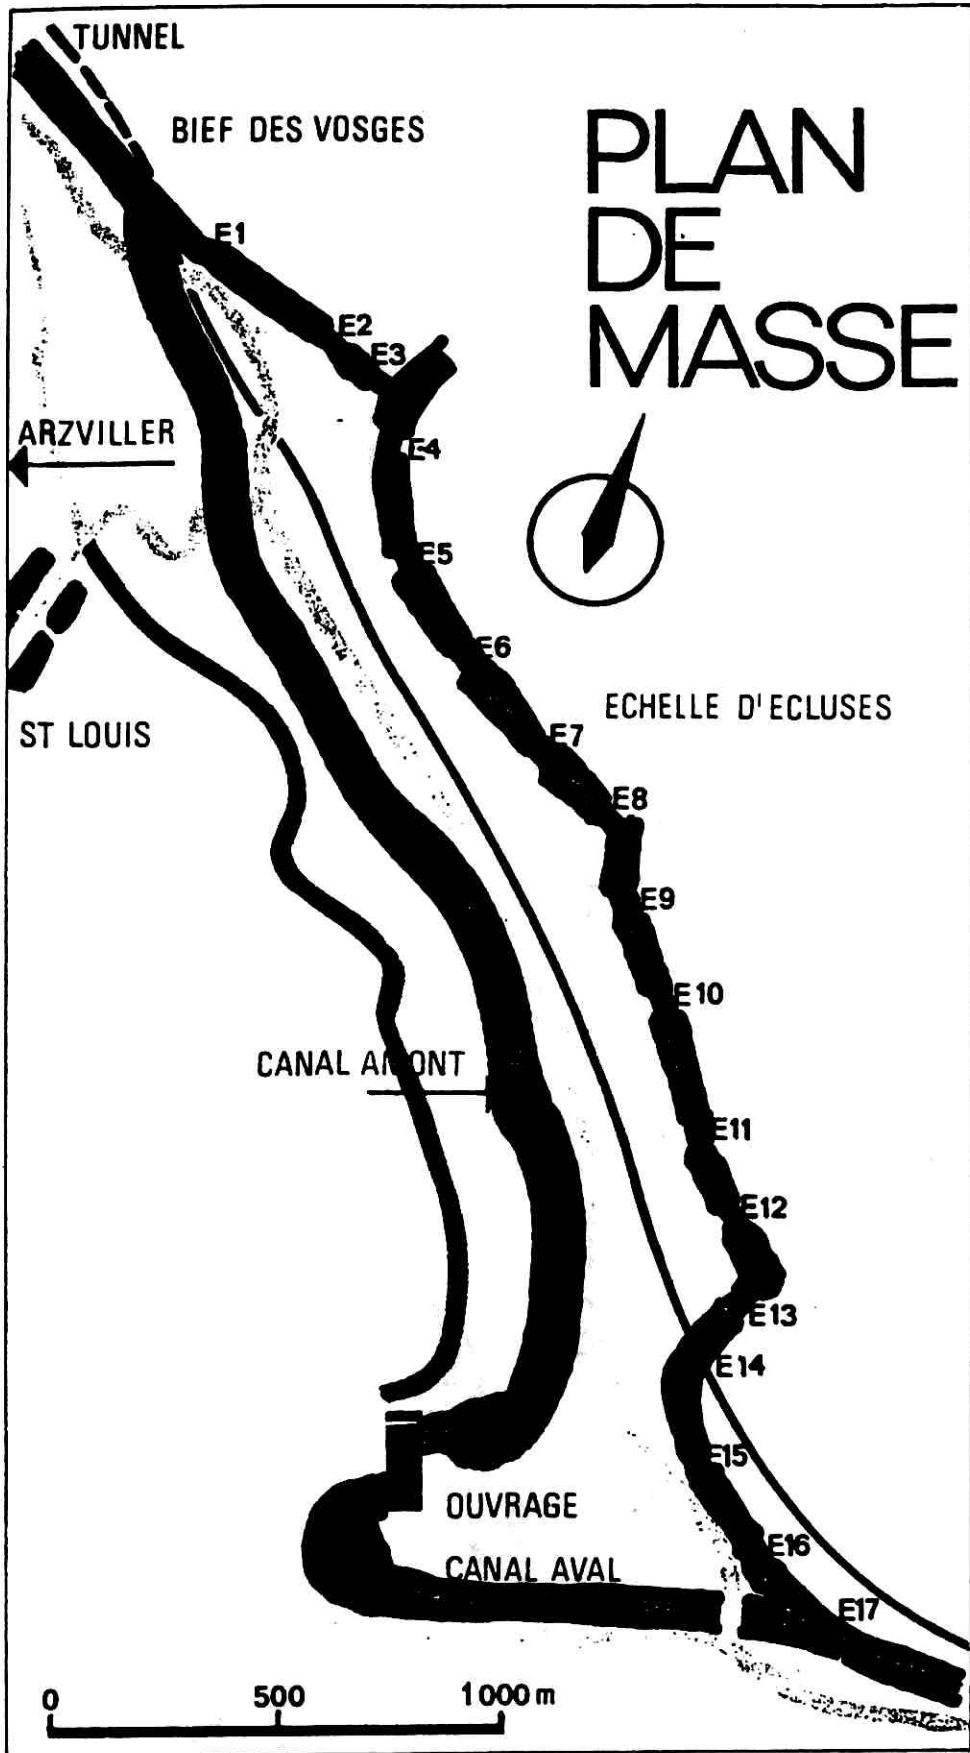 TUNNEL
BIEF DES VOSGES
PLAN
DE
MASSE
E1
E2
E3
E4
ARZVILLER
E5
E6
ST LOUIS
ECHELLE D'ECLUSES
E7
E8
E9
E10
CANAL AMONT
E11
E12
E13
E14
E15
OUVRAGE
E16
CANAL AVAL
E17
0 500 1000m